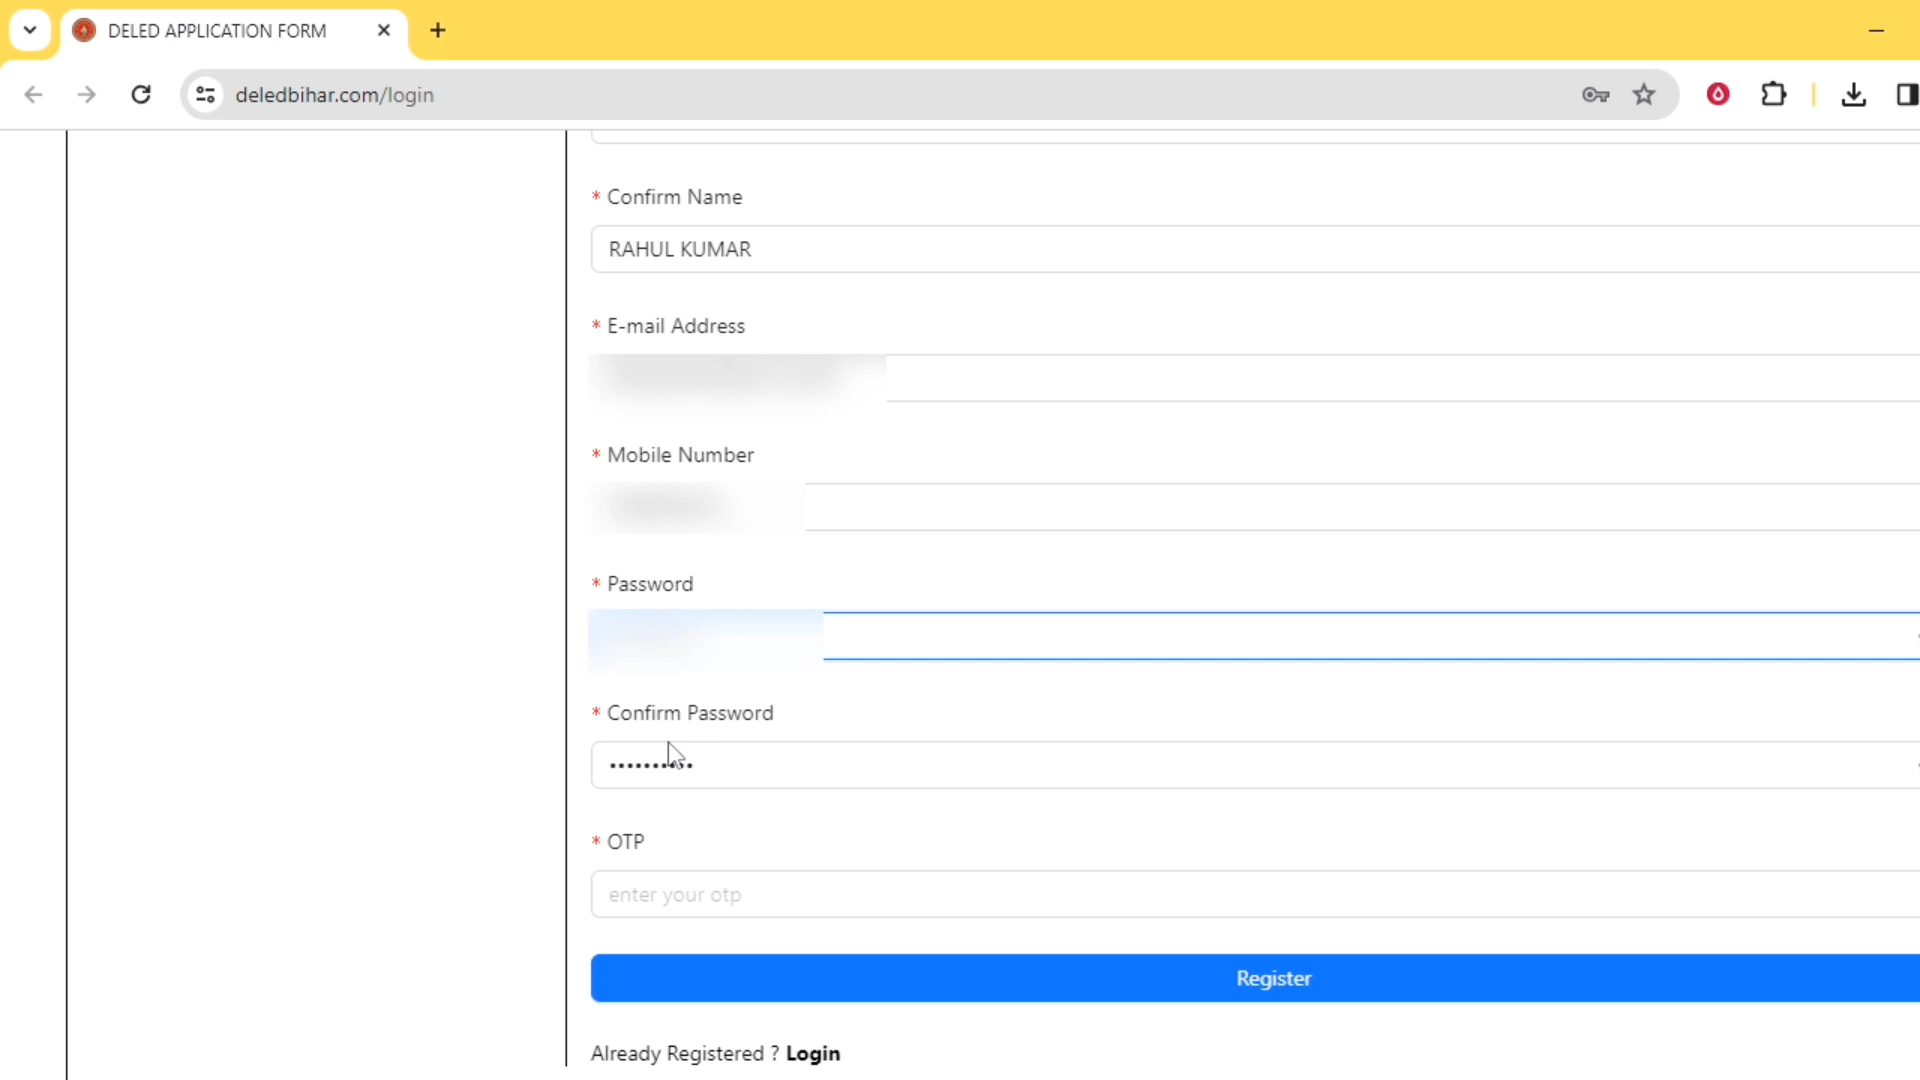 DELED APPLICATION FORM
deledbihar.com/login
* Confirm Name
RAHUL KUMAR
* E-mail Address
* Mobile Number
* Password
* Confirm Password
••••••••••
* OTP
enter your otp
Register
Already Registered ? Login